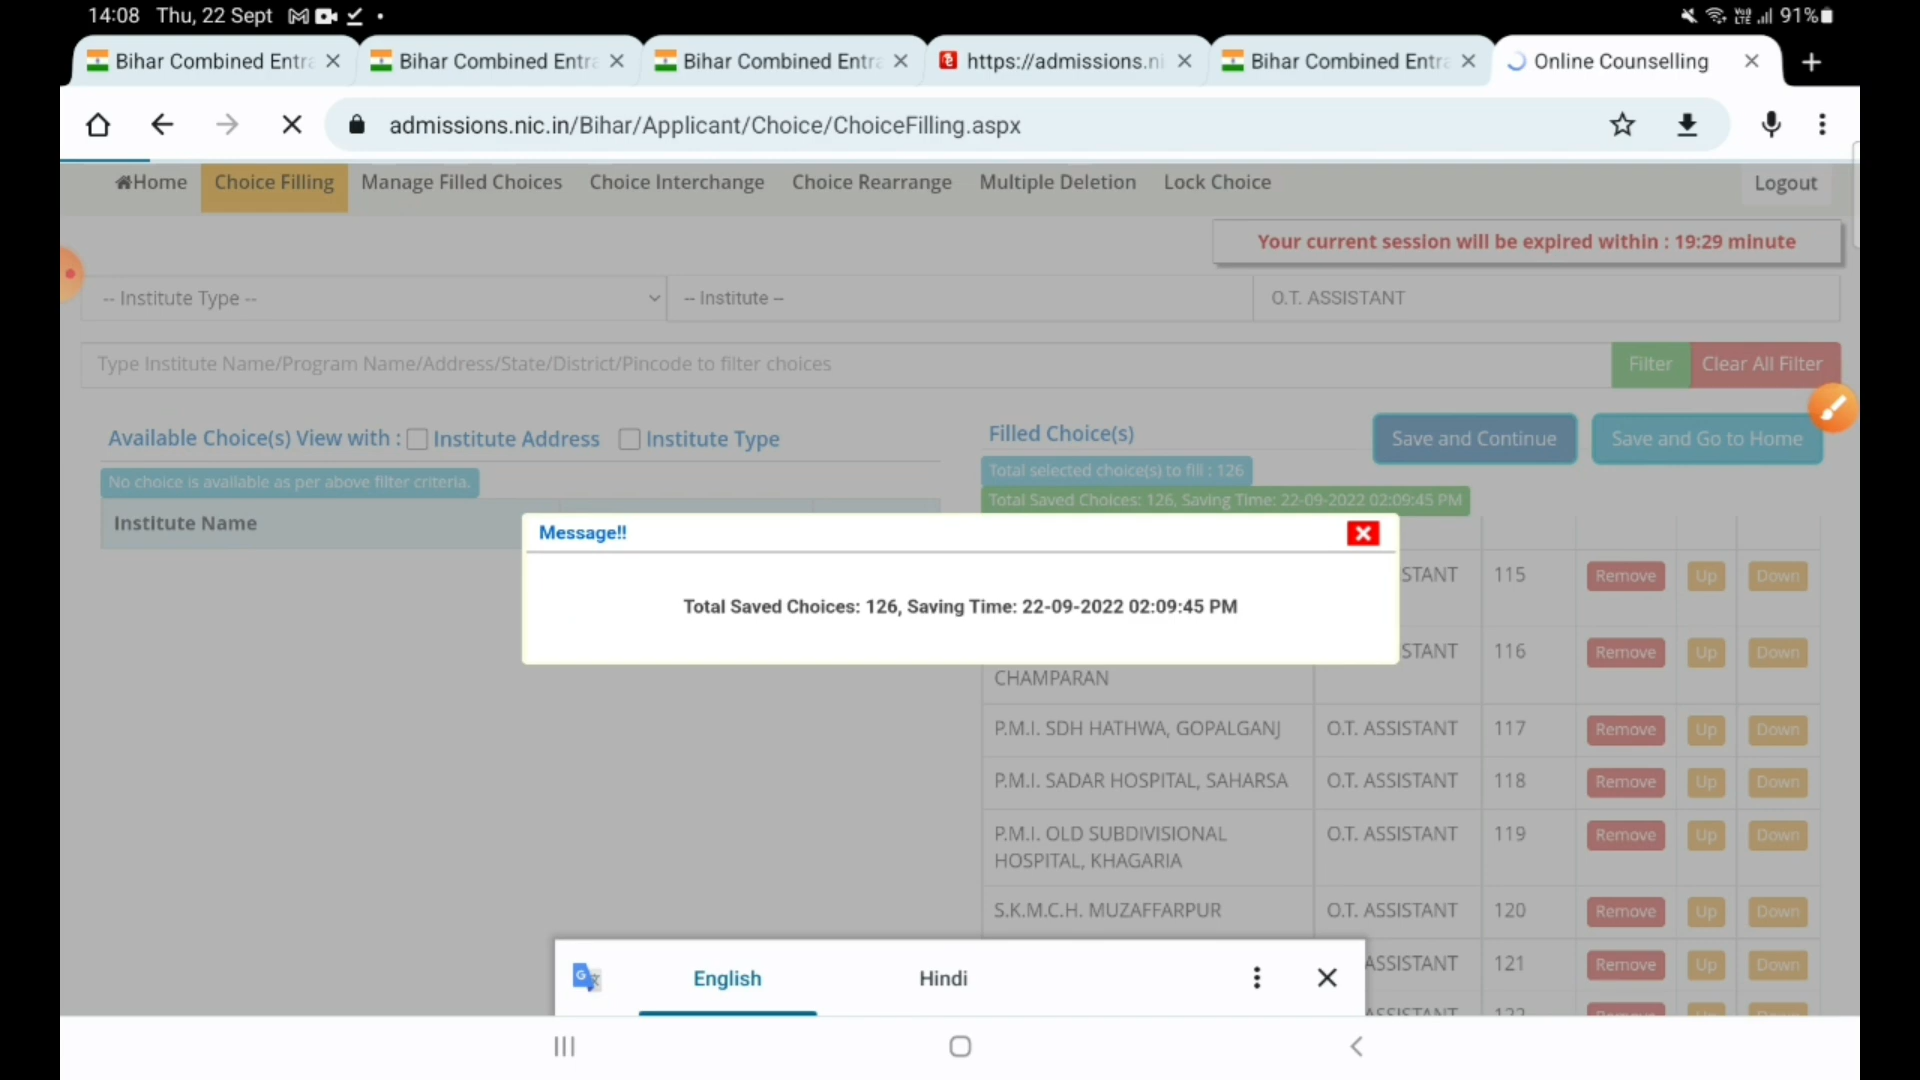 14:08 Thu, 22 Sept
91%
Bihar Combined Entra
Bihar Combined Entra
Bihar Combined Entra
https://admissions.ni
Bihar Combined Entra
Online Counselling
admissions.nic.in/Bihar/Applicant/Choice/ChoiceFilling.aspx
Home Choice Filling Manage Filled Choices Choice Interchange Choice Rearrange Multiple Deletion Lock Choice Logout
Your current session will be expired within : 19:29 minute
-- Institute Type -- -- Institute -- O.T. ASSISTANT
Type Institute Name/Program Name/Address/State/District/Pincode to filter choices Filter Clear All Filter
Available Choice(s) View with : Institute Address Institute Type
No choice is available as per above filter criteria.
Institute Name
Filled Choice(s) Save and Continue Save and Go to Home
Total selected choice(s) to fill : 126
Total Saved Choices: 126, Saving Time: 22-09-2022 02:09:45 PM
Message!!
Total Saved Choices: 126, Saving Time: 22-09-2022 02:09:45 PM
STANT 115 Remove Up Down
STANT 116 Remove Up Down
CHAMPARAN
P.M.I. SDH HATHWA, GOPALGANJ O.T. ASSISTANT 117 Remove Up Down
P.M.I. SADAR HOSPITAL, SAHARSA O.T. ASSISTANT 118 Remove Up Down
P.M.I. OLD SUBDIVISIONAL O.T. ASSISTANT 119 Remove Up Down
HOSPITAL, KHAGARIA
S.K.M.C.H. MUZAFFARPUR O.T. ASSISTANT 120 Remove Up Down
ASSISTANT 121 Remove Up Down
English Hindi